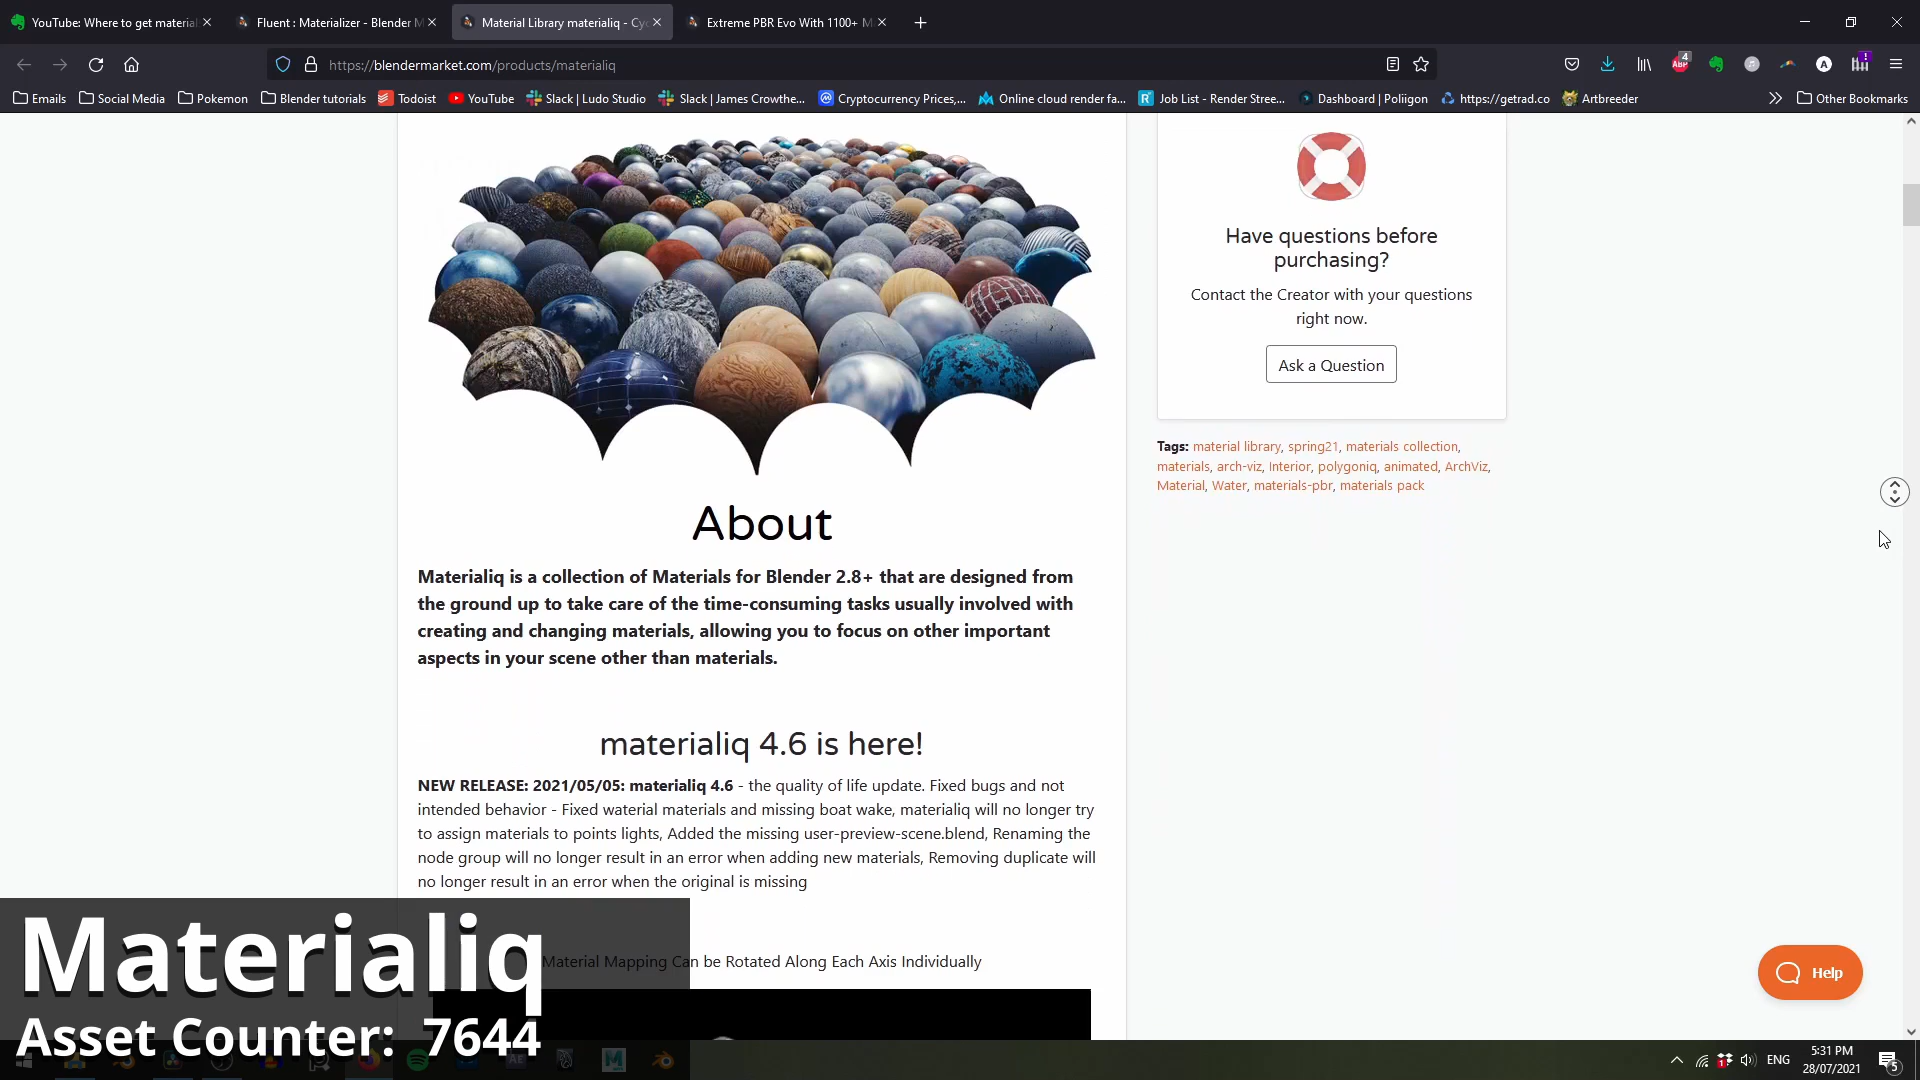 YouTube: Where to get material
Fluent : Materializer - Blender M
Material Library materialiq - Cyc
Extreme PBR Evo With 1100+ M
https://blendermarket.com/products/materialiq
4
ABP
A
!
Emails
Social Media
Pokemon
Blender tutorials
Todoist
YouTube
Slack | Ludo Studio
Slack | James Crowthe...
Cryptocurrency Prices,...
Online cloud render fa...
R
Job List - Render Stree...
Dashboard | Poliigon
https://getrad.co
Artbreeder
Other Bookmarks
Have questions before
purchasing?
Contact the Creator with your questions
right now.
Ask a Question
Tags: material library, spring21, materials collection,
materials, arch-viz, Interior, polygoniq, animated, ArchViz,
Material, Water, materials-pbr, materials pack
About
Materialiq is a collection of Materials for Blender 2.8+ that are designed from
the ground up to take care of the time-consuming tasks usually involved with
creating and changing materials, allowing you to focus on other important
aspects in your scene other than materials.
materialiq 4.6 is here!
NEW RELEASE: 2021/05/05: materialiq 4.6 - the quality of life update. Fixed bugs and not
intended behavior - Fixed waterial materials and missing boat wake, materialiq will no longer try
to assign materials to points lights, Added the missing user-preview-scene.blend, Renaming the
node group will no longer result in an error when adding new materials, Removing duplicate will
no longer result in an error when the original is missing
Material Mapping Can be Rotated Along Each Axis Individually
Materialiq
Asset Counter: 7644
Help
ENG
5:31 PM
28/07/2021
5